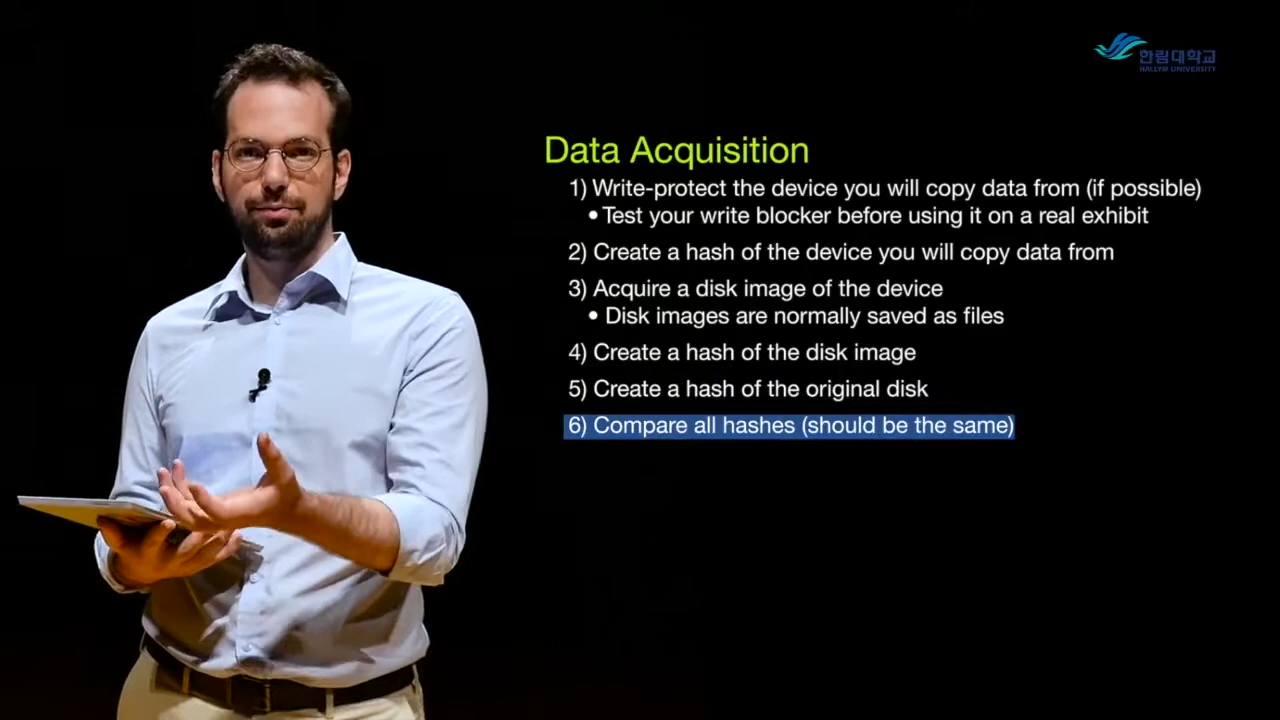 한림대학교
HALLYM UNIVERSITY
Data Acquisition
1) Write-protect the device you will copy data from (if possible)
• Test your write blocker before using it on a real exhibit
2) Create a hash of the device you will copy data from
3) Acquire a disk image of the device
• Disk images are normally saved as files
4) Create a hash of the disk image
5) Create a hash of the original disk
6) Compare all hashes (should be the same)